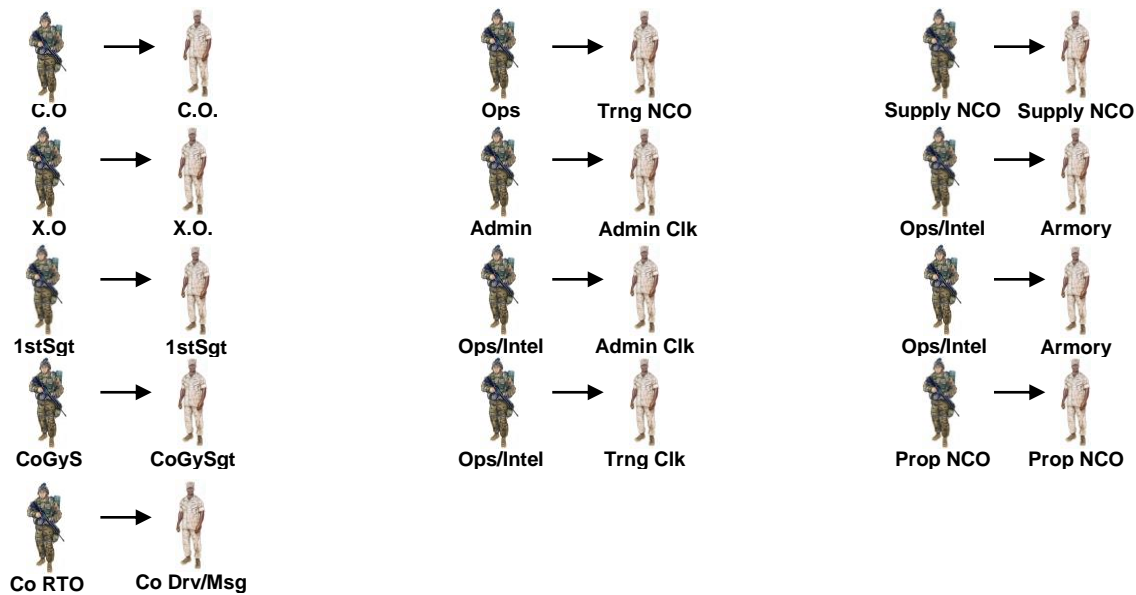 C.O C.O. Ops Trng NCO Supply NCO Supply NCO
X.O X.O. Admin Admin Clk Ops/Intel Armory
1stSgt 1stSgt Ops/Intel Admin Clk Ops/Intel Armory
CoGyS CoGySgt Ops/Intel Trng Clk Prop NCO Prop NCO
Co RTO Co Drv/Msg